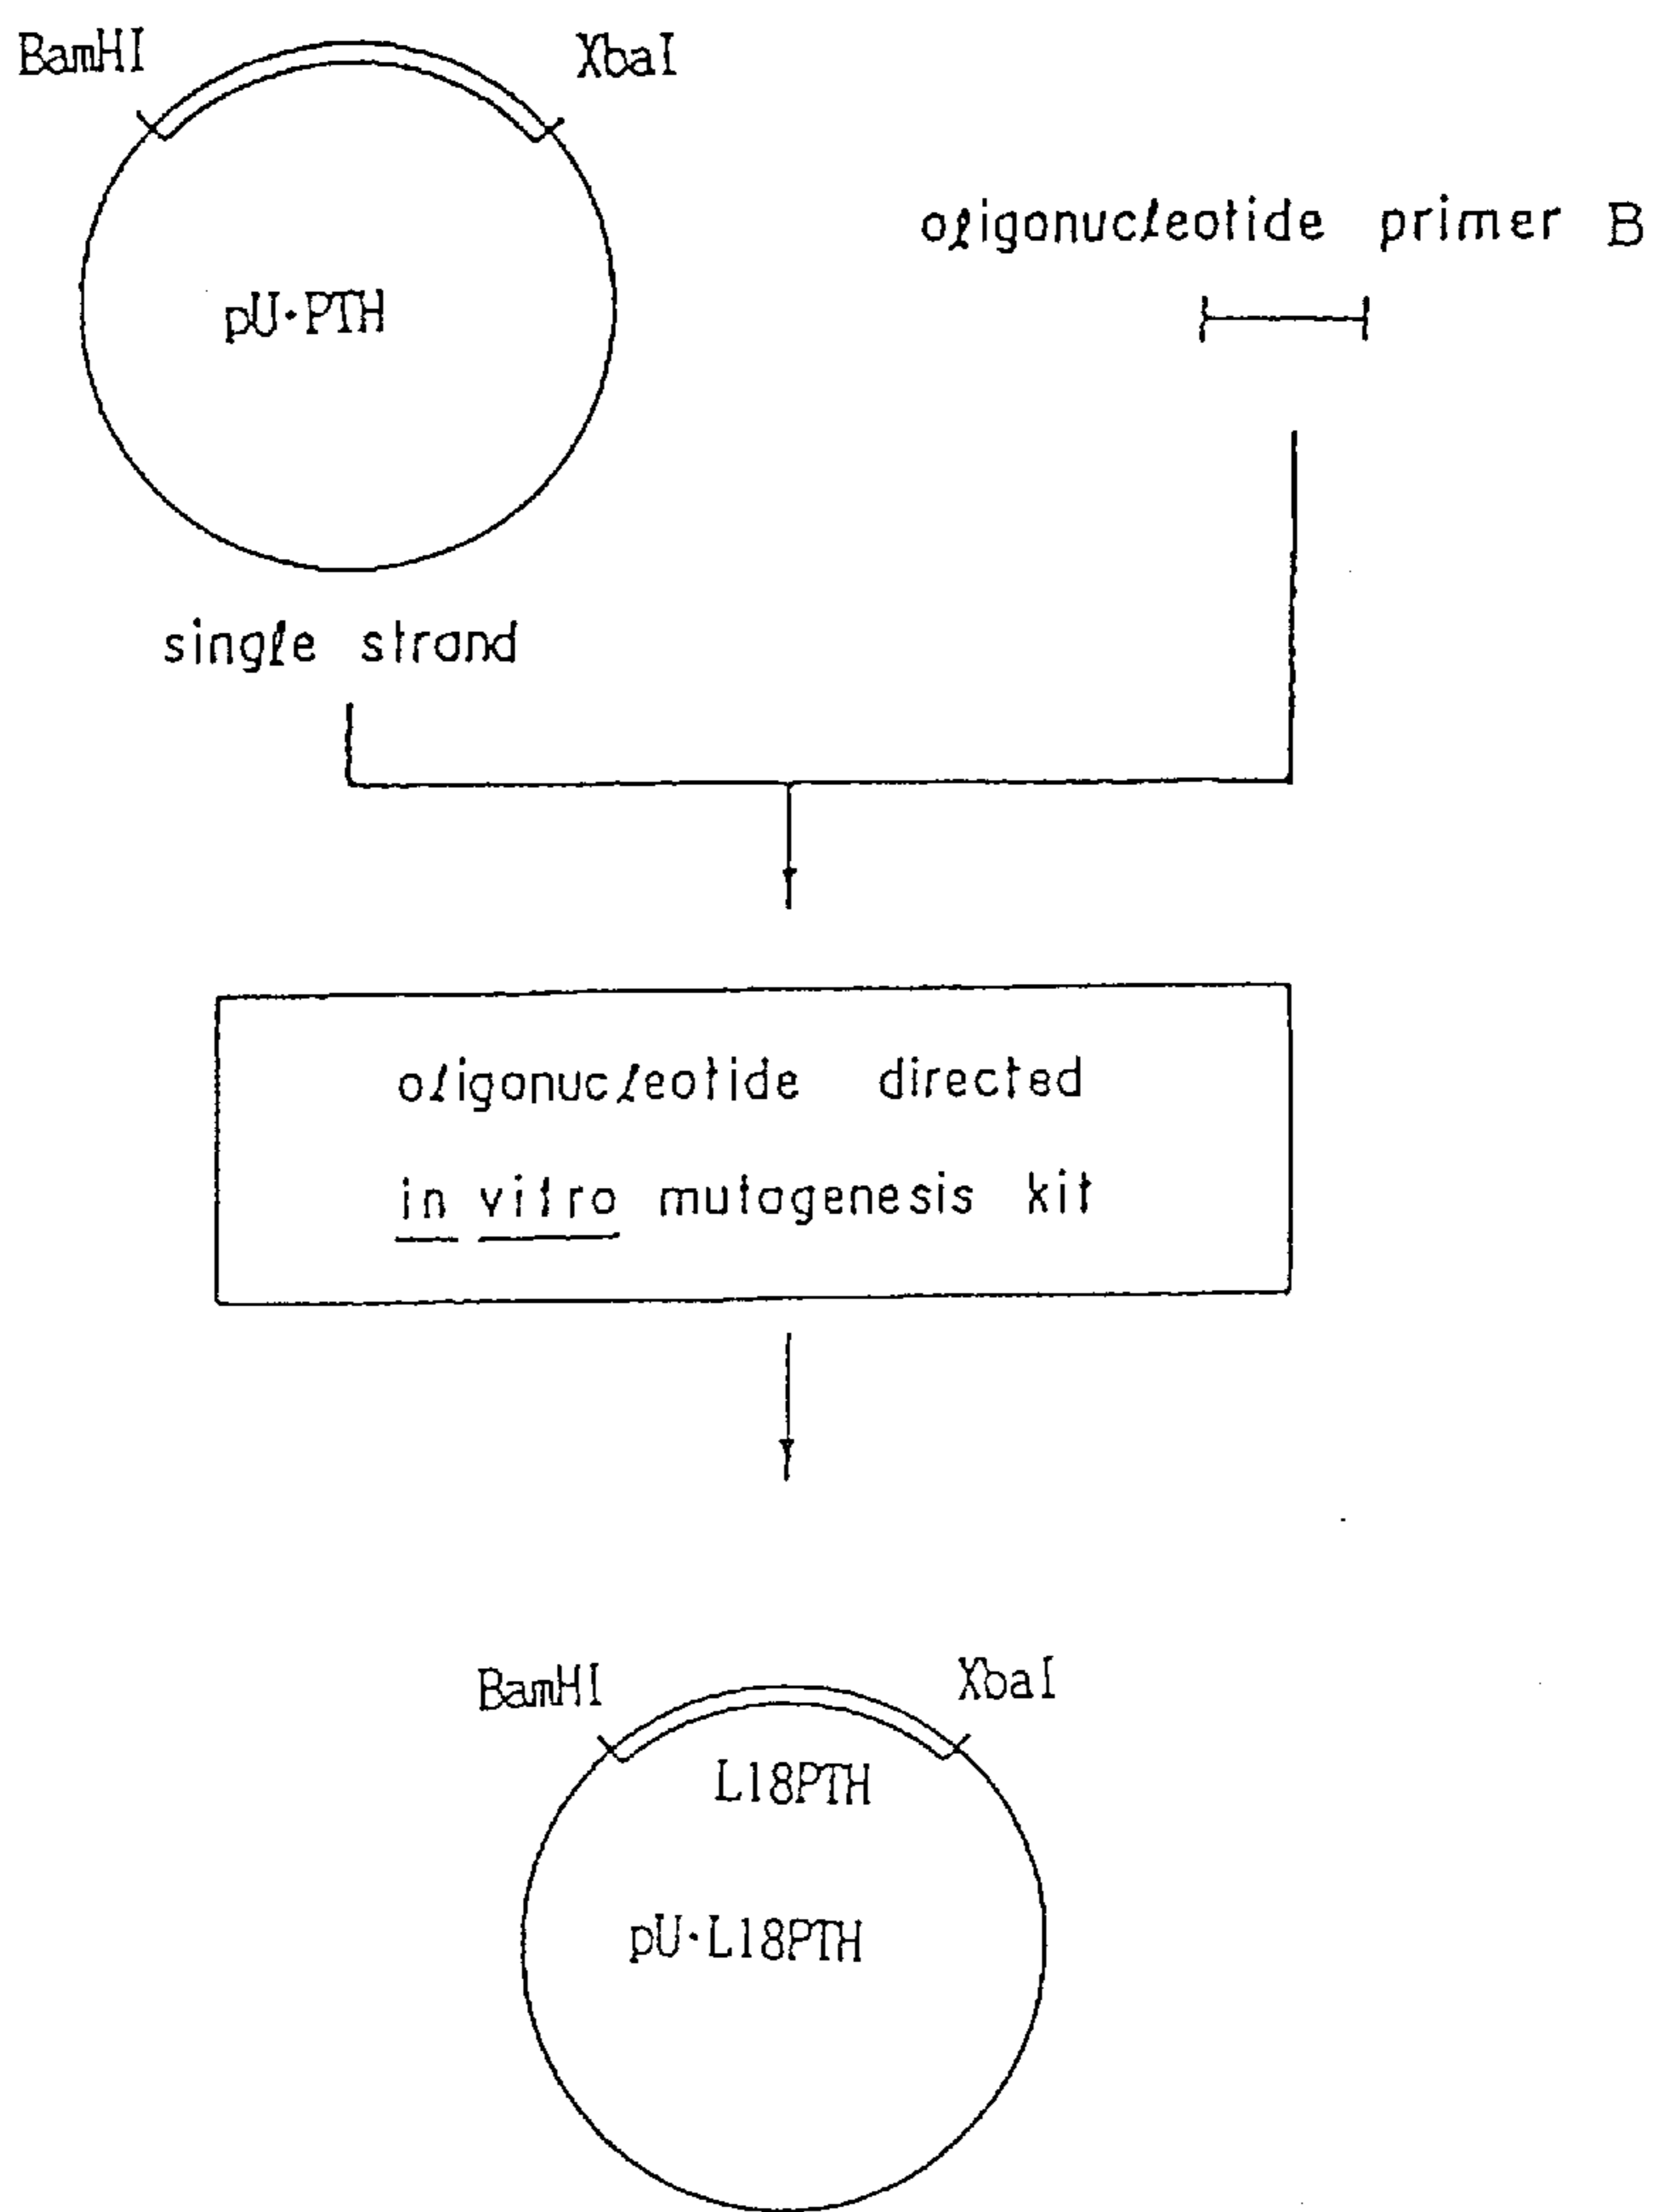 BamHI
XbaI
oligonucleotide primer B
pU·PTH
single strand
oligonucleotide directed
in vitro mutagenesis kit
BamHI
XbaI
L18PTH
pU·L18PTH